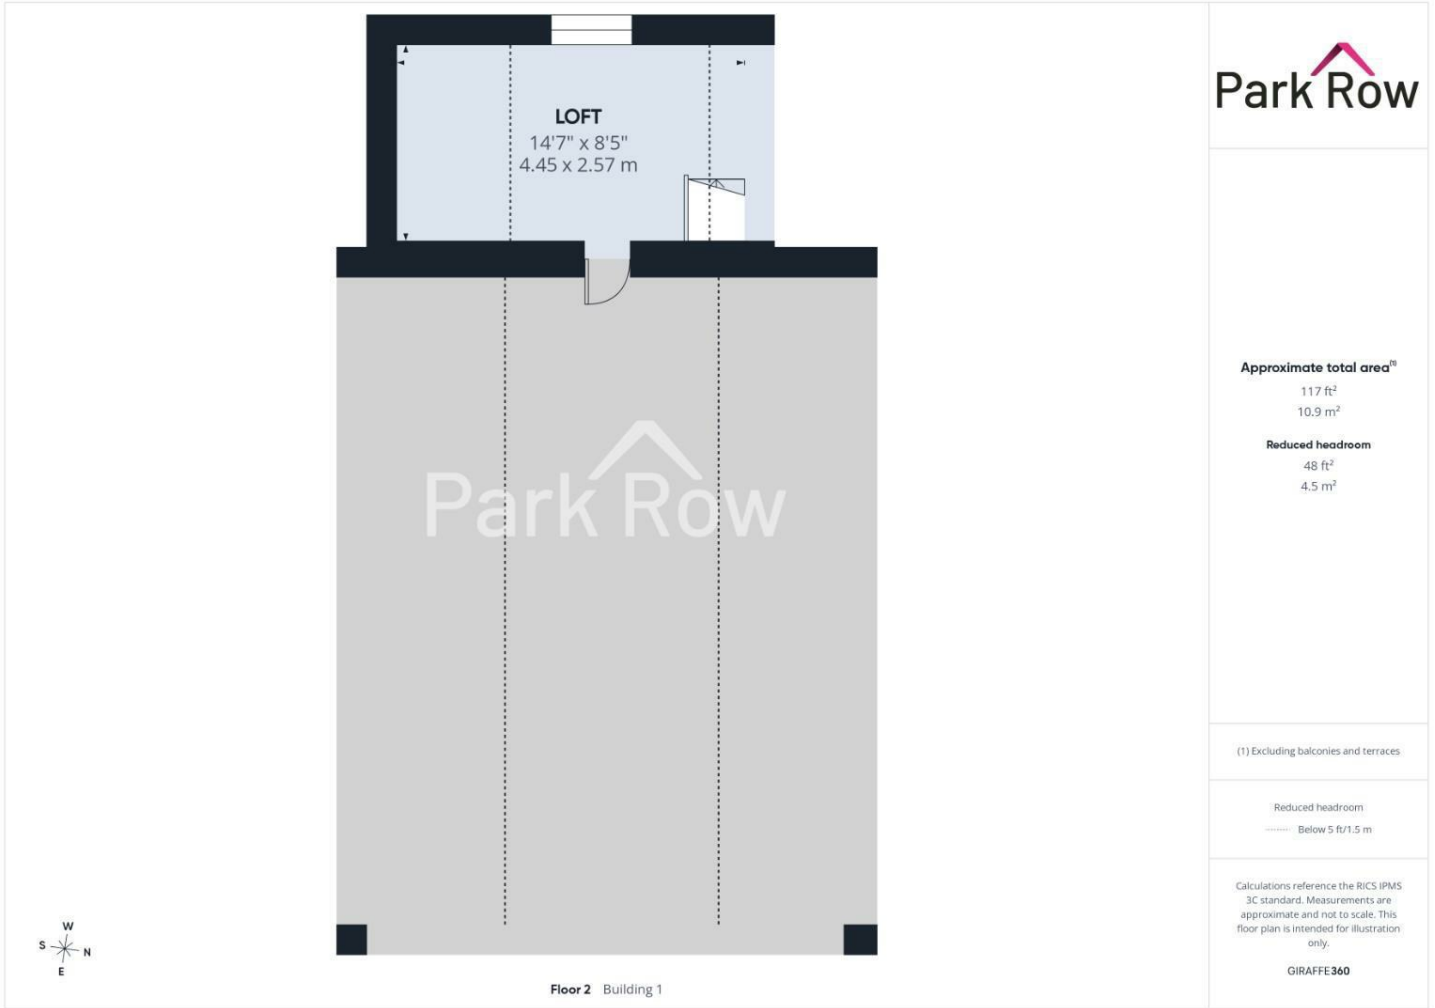 LOFT
14'7" x 8'5"
4.45 x 2.57 m
Park Row
Floor 2 Building 1
W
S
N
E
Park Row
Approximate total area⁽¹⁾
117 ft²
10.9 m²
Reduced headroom
48 ft²
4.5 m²
(1) Excluding balconies and terraces
Reduced headroom
Below 5 ft/1.5 m
Calculations reference the RICS IPMS
3C standard. Measurements are
approximate and not to scale. This
floor plan is intended for illustration
only.
GIRAFFE360